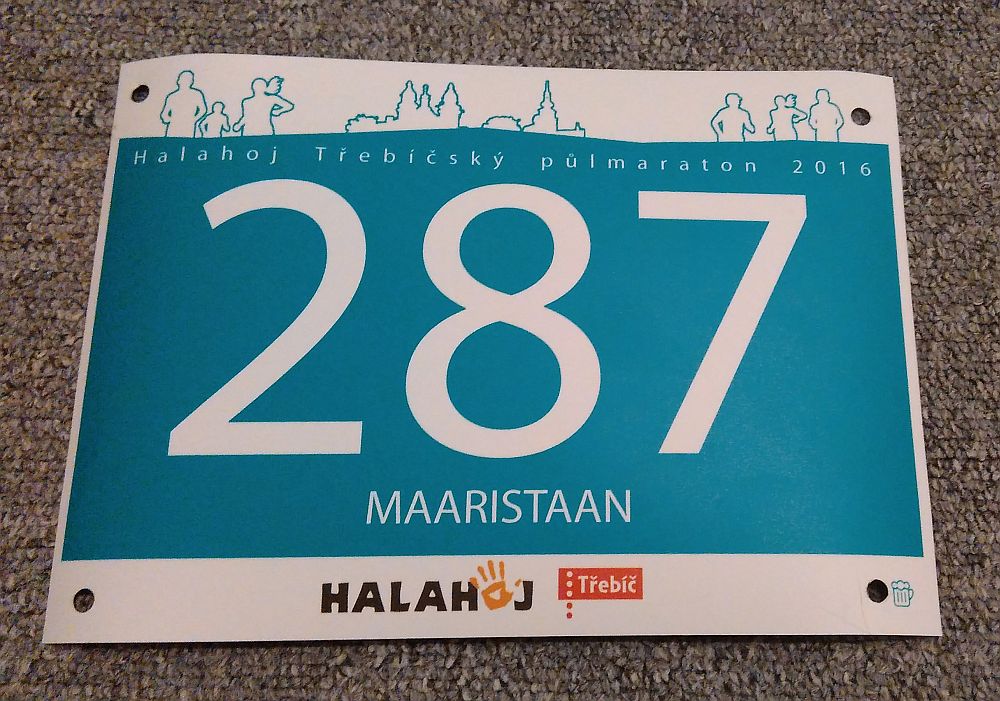 Halahoj Třebíčský půlmaraton 2016
287
MAARISTAAN
HALAHOJ
Třebíč